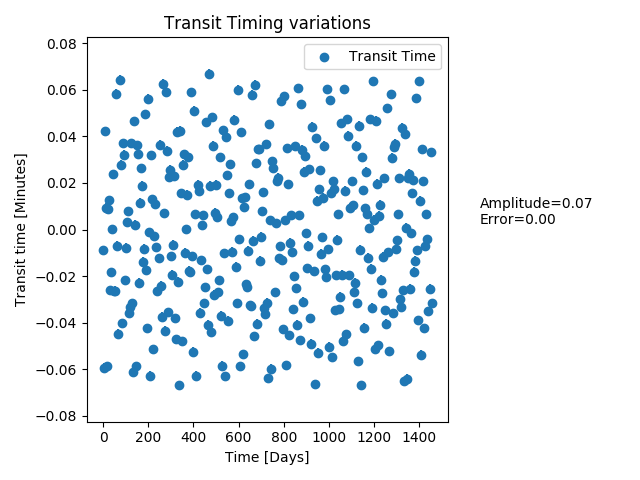 Transit Timing variations
0.08
0.06
0.04
0.02
0.00
−0.02
−0.04
−0.06
−0.08
Transit time [Minutes]
Transit Time
0 200 400 600 800 1000 1200 1400
Time [Days]
Amplitude=0.07
Error=0.00